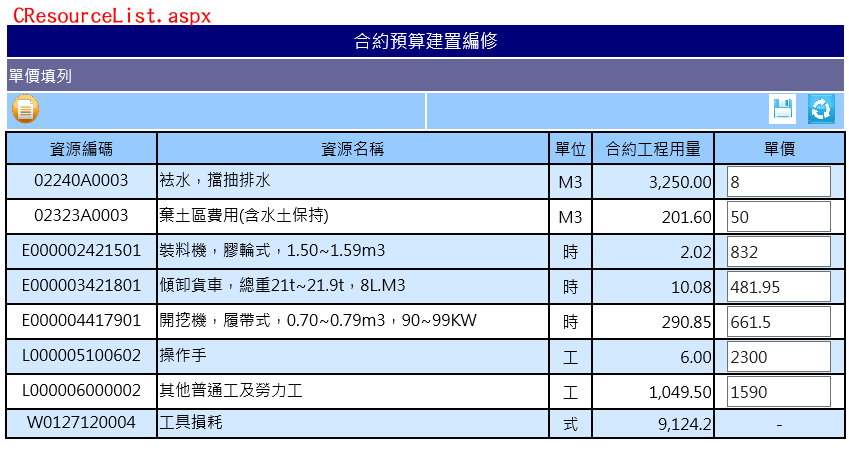 CResourceList.aspx
合約預算建置編修
單價填列
資源編碼 資源名稱 單位 合約工程用量 單價
02240A0003 袪水，擋抽排水 M3 3,250.00 8
02323A0003 棄土區費用(含水土保持) M3 201.60 50
E000002421501 裝料機，膠輪式，1.50~1.59m3 時 2.02 832
E000003421801 傾卸貨車，總重21t~21.9t，8L.M3 時 10.08 481.95
E000004417901 開挖機，履帶式，0.70~0.79m3，90~99KW 時 290.85 661.5
L000005100602 操作手 工 6.00 2300
L000006000002 其他普通工及勞力工 工 1,049.50 1590
W0127120004 工具損耗 式 9,124.2 -